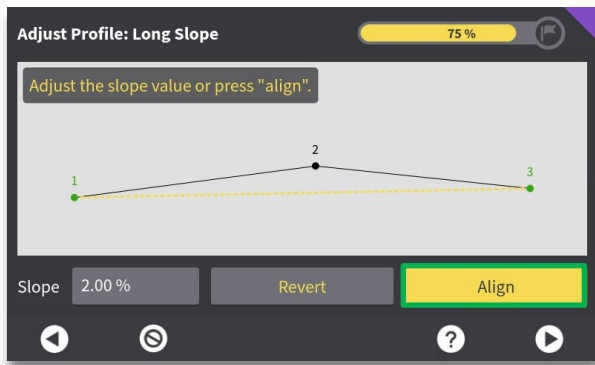 Adjust Profile: Long Slope
75 %
Adjust the slope value or press "align".
2
1
3
Slope 2.00 % Revert Align
?